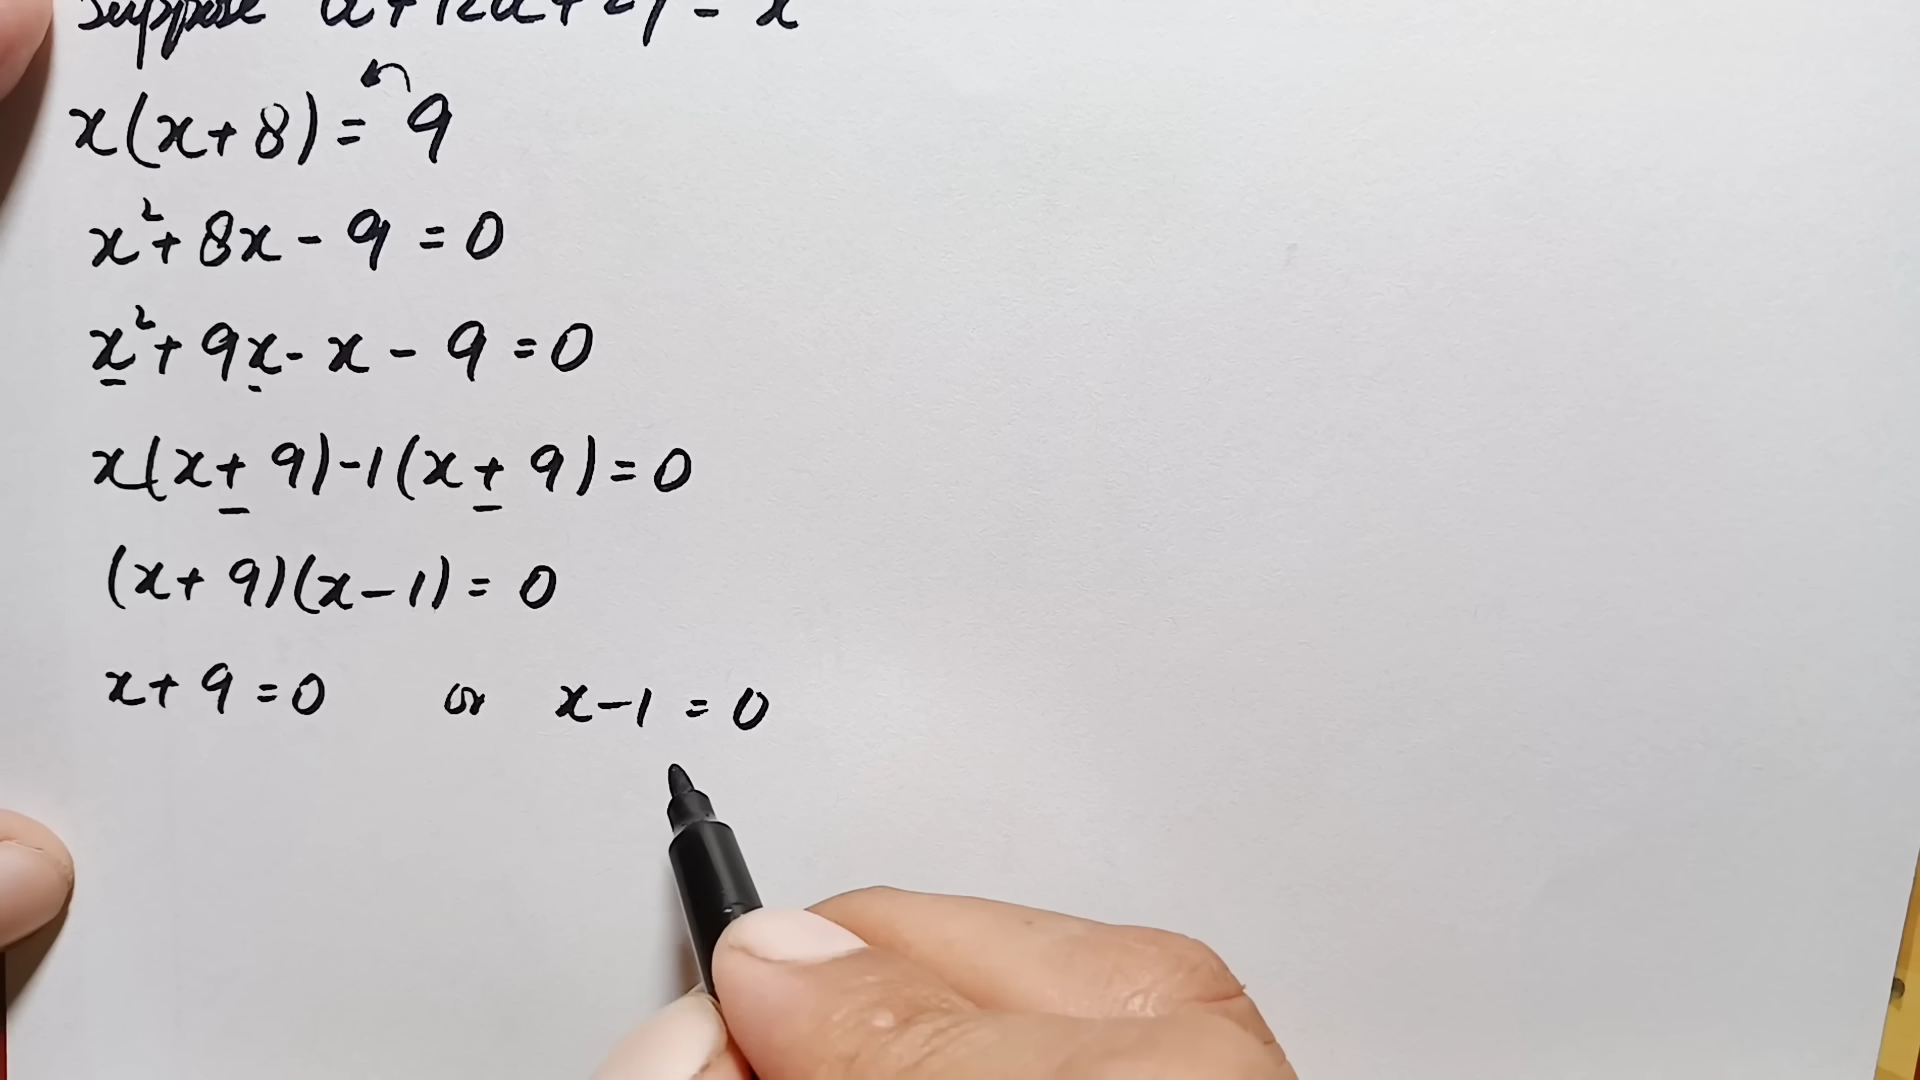 suppose
x(x+8) = 9
x²+ 8x - 9 = 0
x²+ 9x - x - 9 = 0
x(x+ 9) -1 (x+ 9) = 0
(x+ 9)(x-1) = 0
x+ 9 = 0 or x-1 = 0